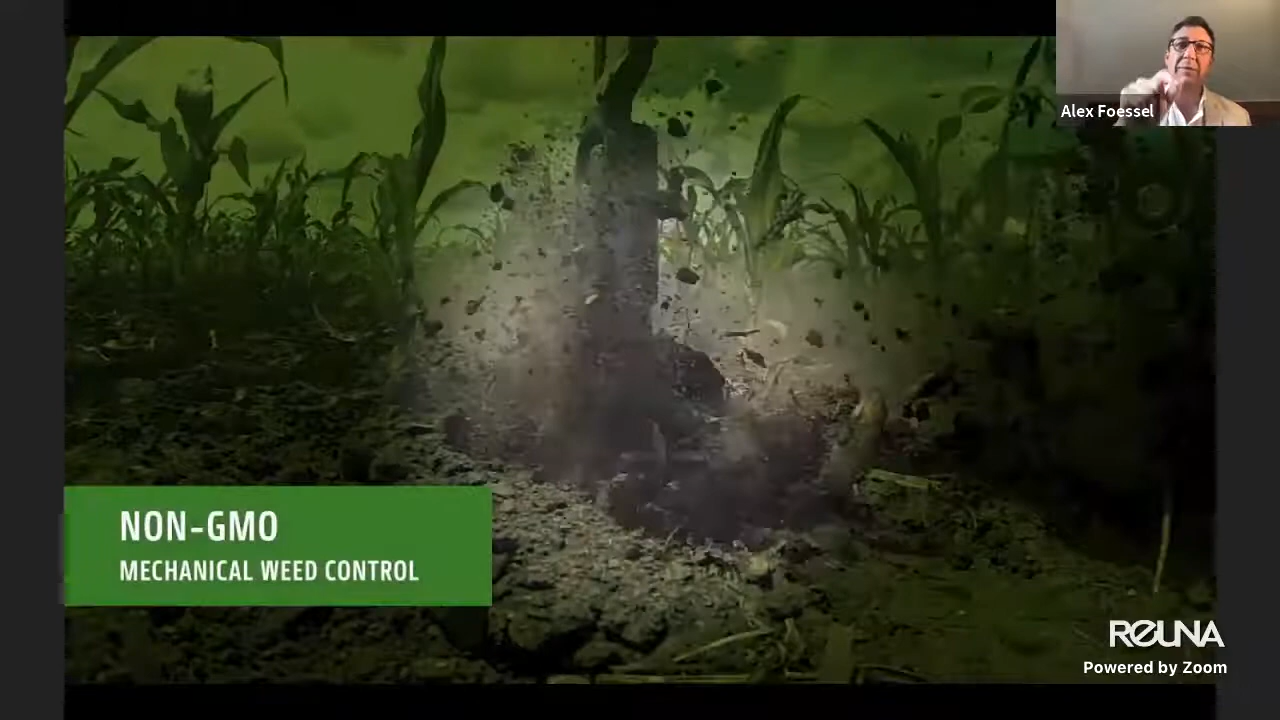 Alex Foessel
NON-GMO
MECHANICAL WEED CONTROL
REUNA
Powered by Zoom